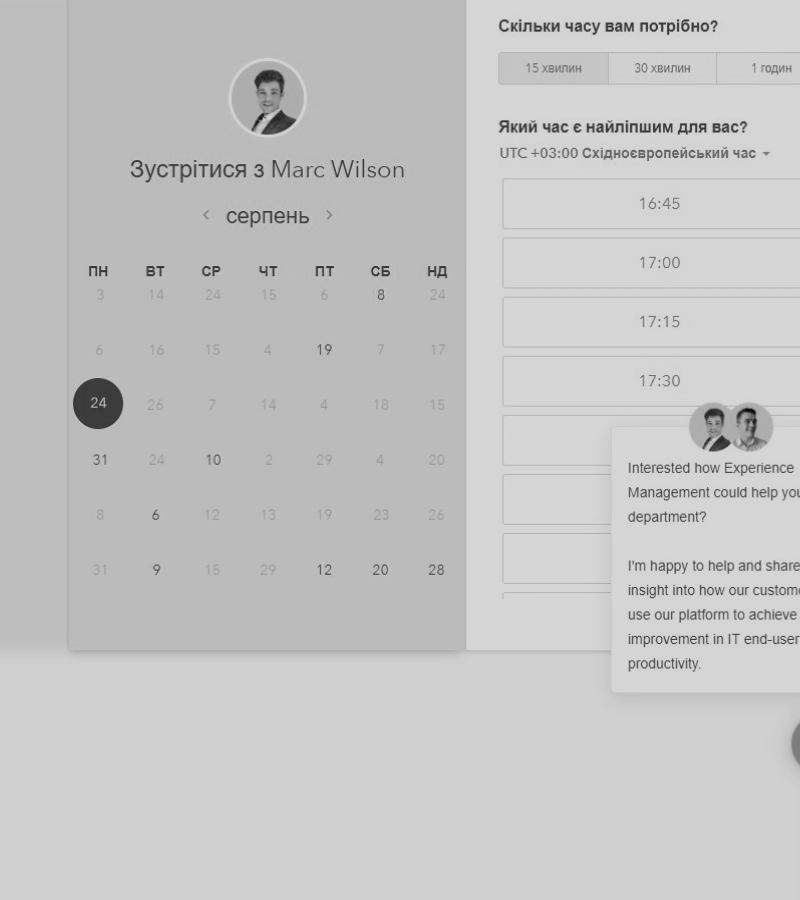 Зустрітися з Marc Wilson
серпень
ПН ВТ СР ЧТ ПТ СБ НД
3 14 24 15 6 8 24
6 16 15 4 19 7 17
24 26 7 14 4 18 15
31 24 10 2 29 4 20
8 6 12 13 19 23 26
31 9 15 29 12 20 28
Скільки часу вам потрібно?
15 хвилин 30 хвилин 1 годин
Який час є найліпшим для вас?
UTC +03:00 Східноєвропейський час
16:45
17:00
17:15
17:30
Interested how Experience
Management could help you
department?
I'm happy to help and share
insight into how our custome
use our platform to achieve
improvement in IT end-user
productivity.